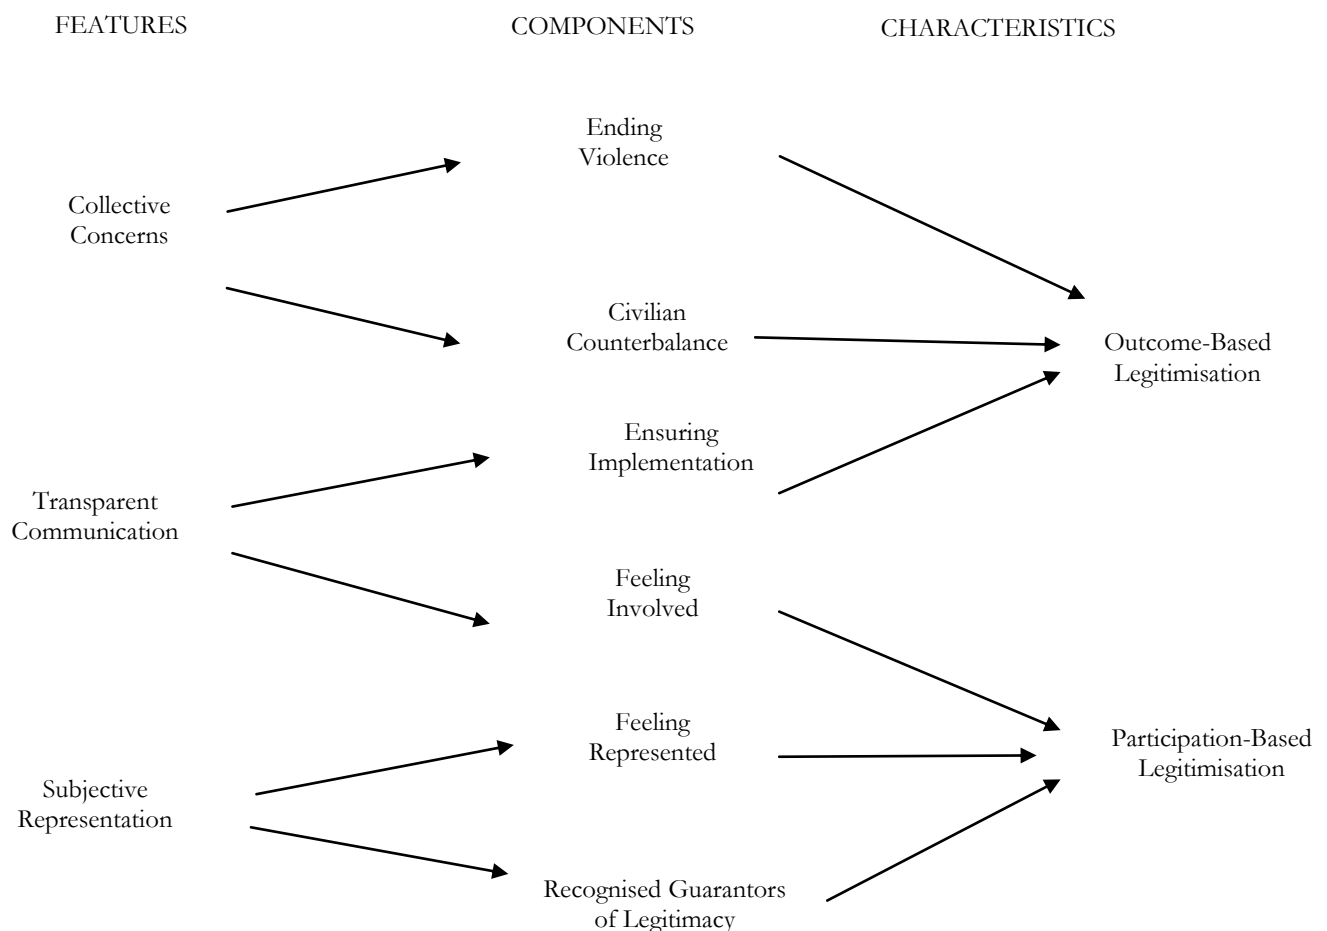 FEATURES
COMPONENTS
CHARACTERISTICS
Ending
Violence
Collective
Concerns
Civilian
Counterbalance
Outcome-Based
Legitimisation
Ensuring
Implementation
Transparent
Communication
Feeling
Involved
Feeling
Represented
Participation-Based
Legitimisation
Subjective
Representation
Recognised Guarantors
of Legitimacy